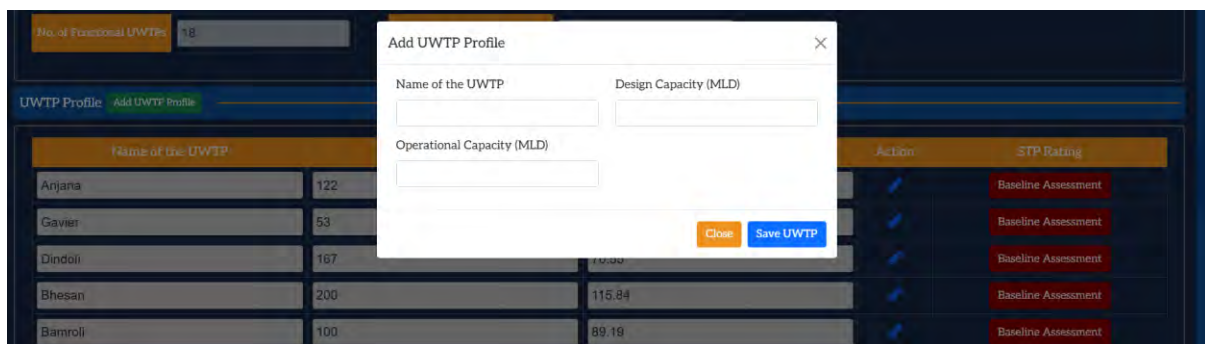 No. of Functional UWTPs 18
Add UWTP Profile
Name of the UWTP Design Capacity (MLD)
Operational Capacity (MLD)
Close Save UWTP
UWTP Profile Add UWTP Profile
Name of the UWTP Action STP Rating
Anjana 122 Baseline Assessment
Gavier 53 Baseline Assessment
Dindoli 167 Baseline Assessment
Bhesan 200 115.84 Baseline Assessment
Bamroli 100 89.19 Baseline Assessment